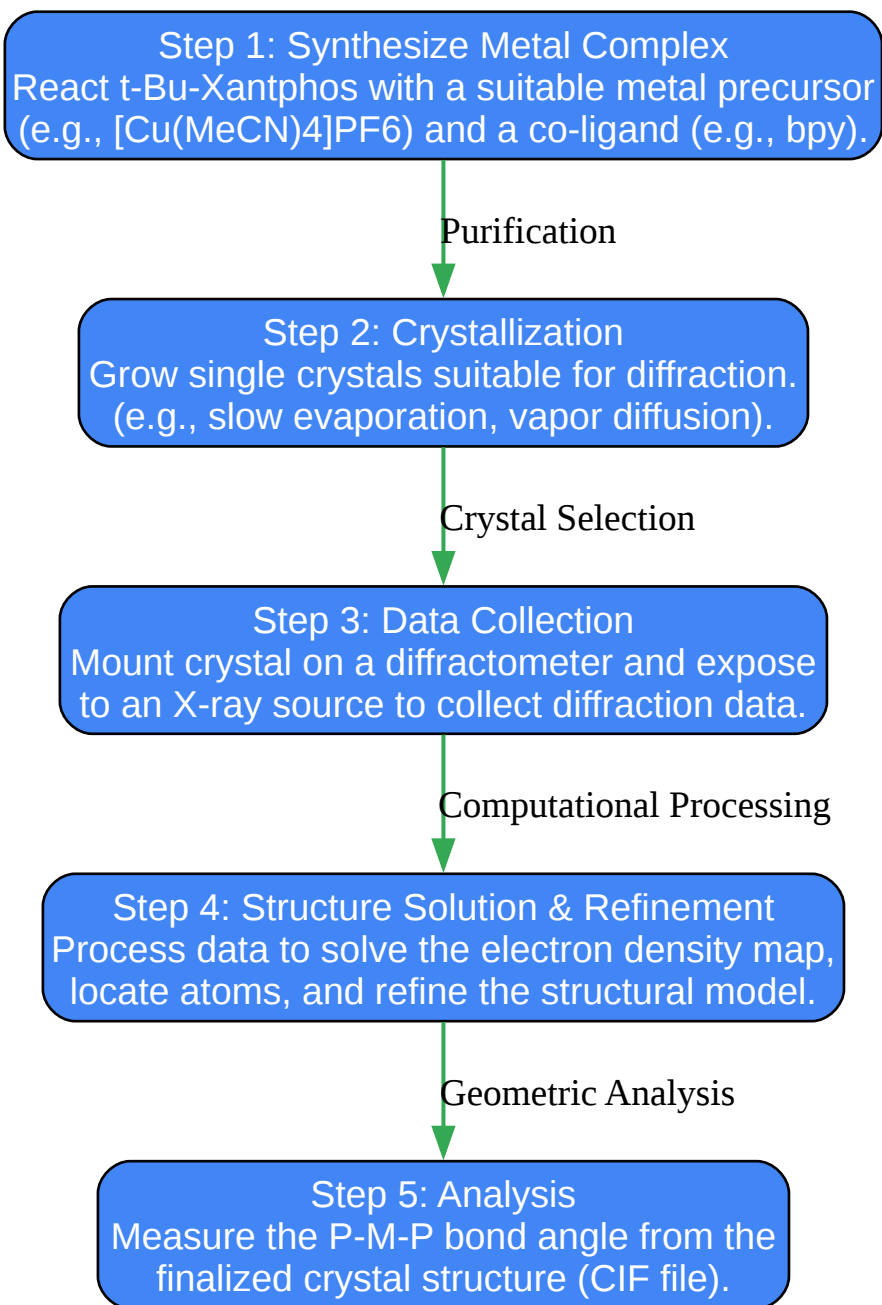 Step 1: Synthesize Metal Complex
React t-Bu-Xantphos with a suitable metal precursor
(e.g., [Cu(MeCN)4]PF6) and a co-ligand (e.g., bpy).
Purification
Step 2: Crystallization
Grow single crystals suitable for diffraction.
(e.g., slow evaporation, vapor diffusion).
Crystal Selection
Step 3: Data Collection
Mount crystal on a diffractometer and expose
to an X-ray source to collect diffraction data.
Computational Processing
Step 4: Structure Solution & Refinement
Process data to solve the electron density map,
locate atoms, and refine the structural model.
Geometric Analysis
Step 5: Analysis
Measure the P-M-P bond angle from the
finalized crystal structure (CIF file).